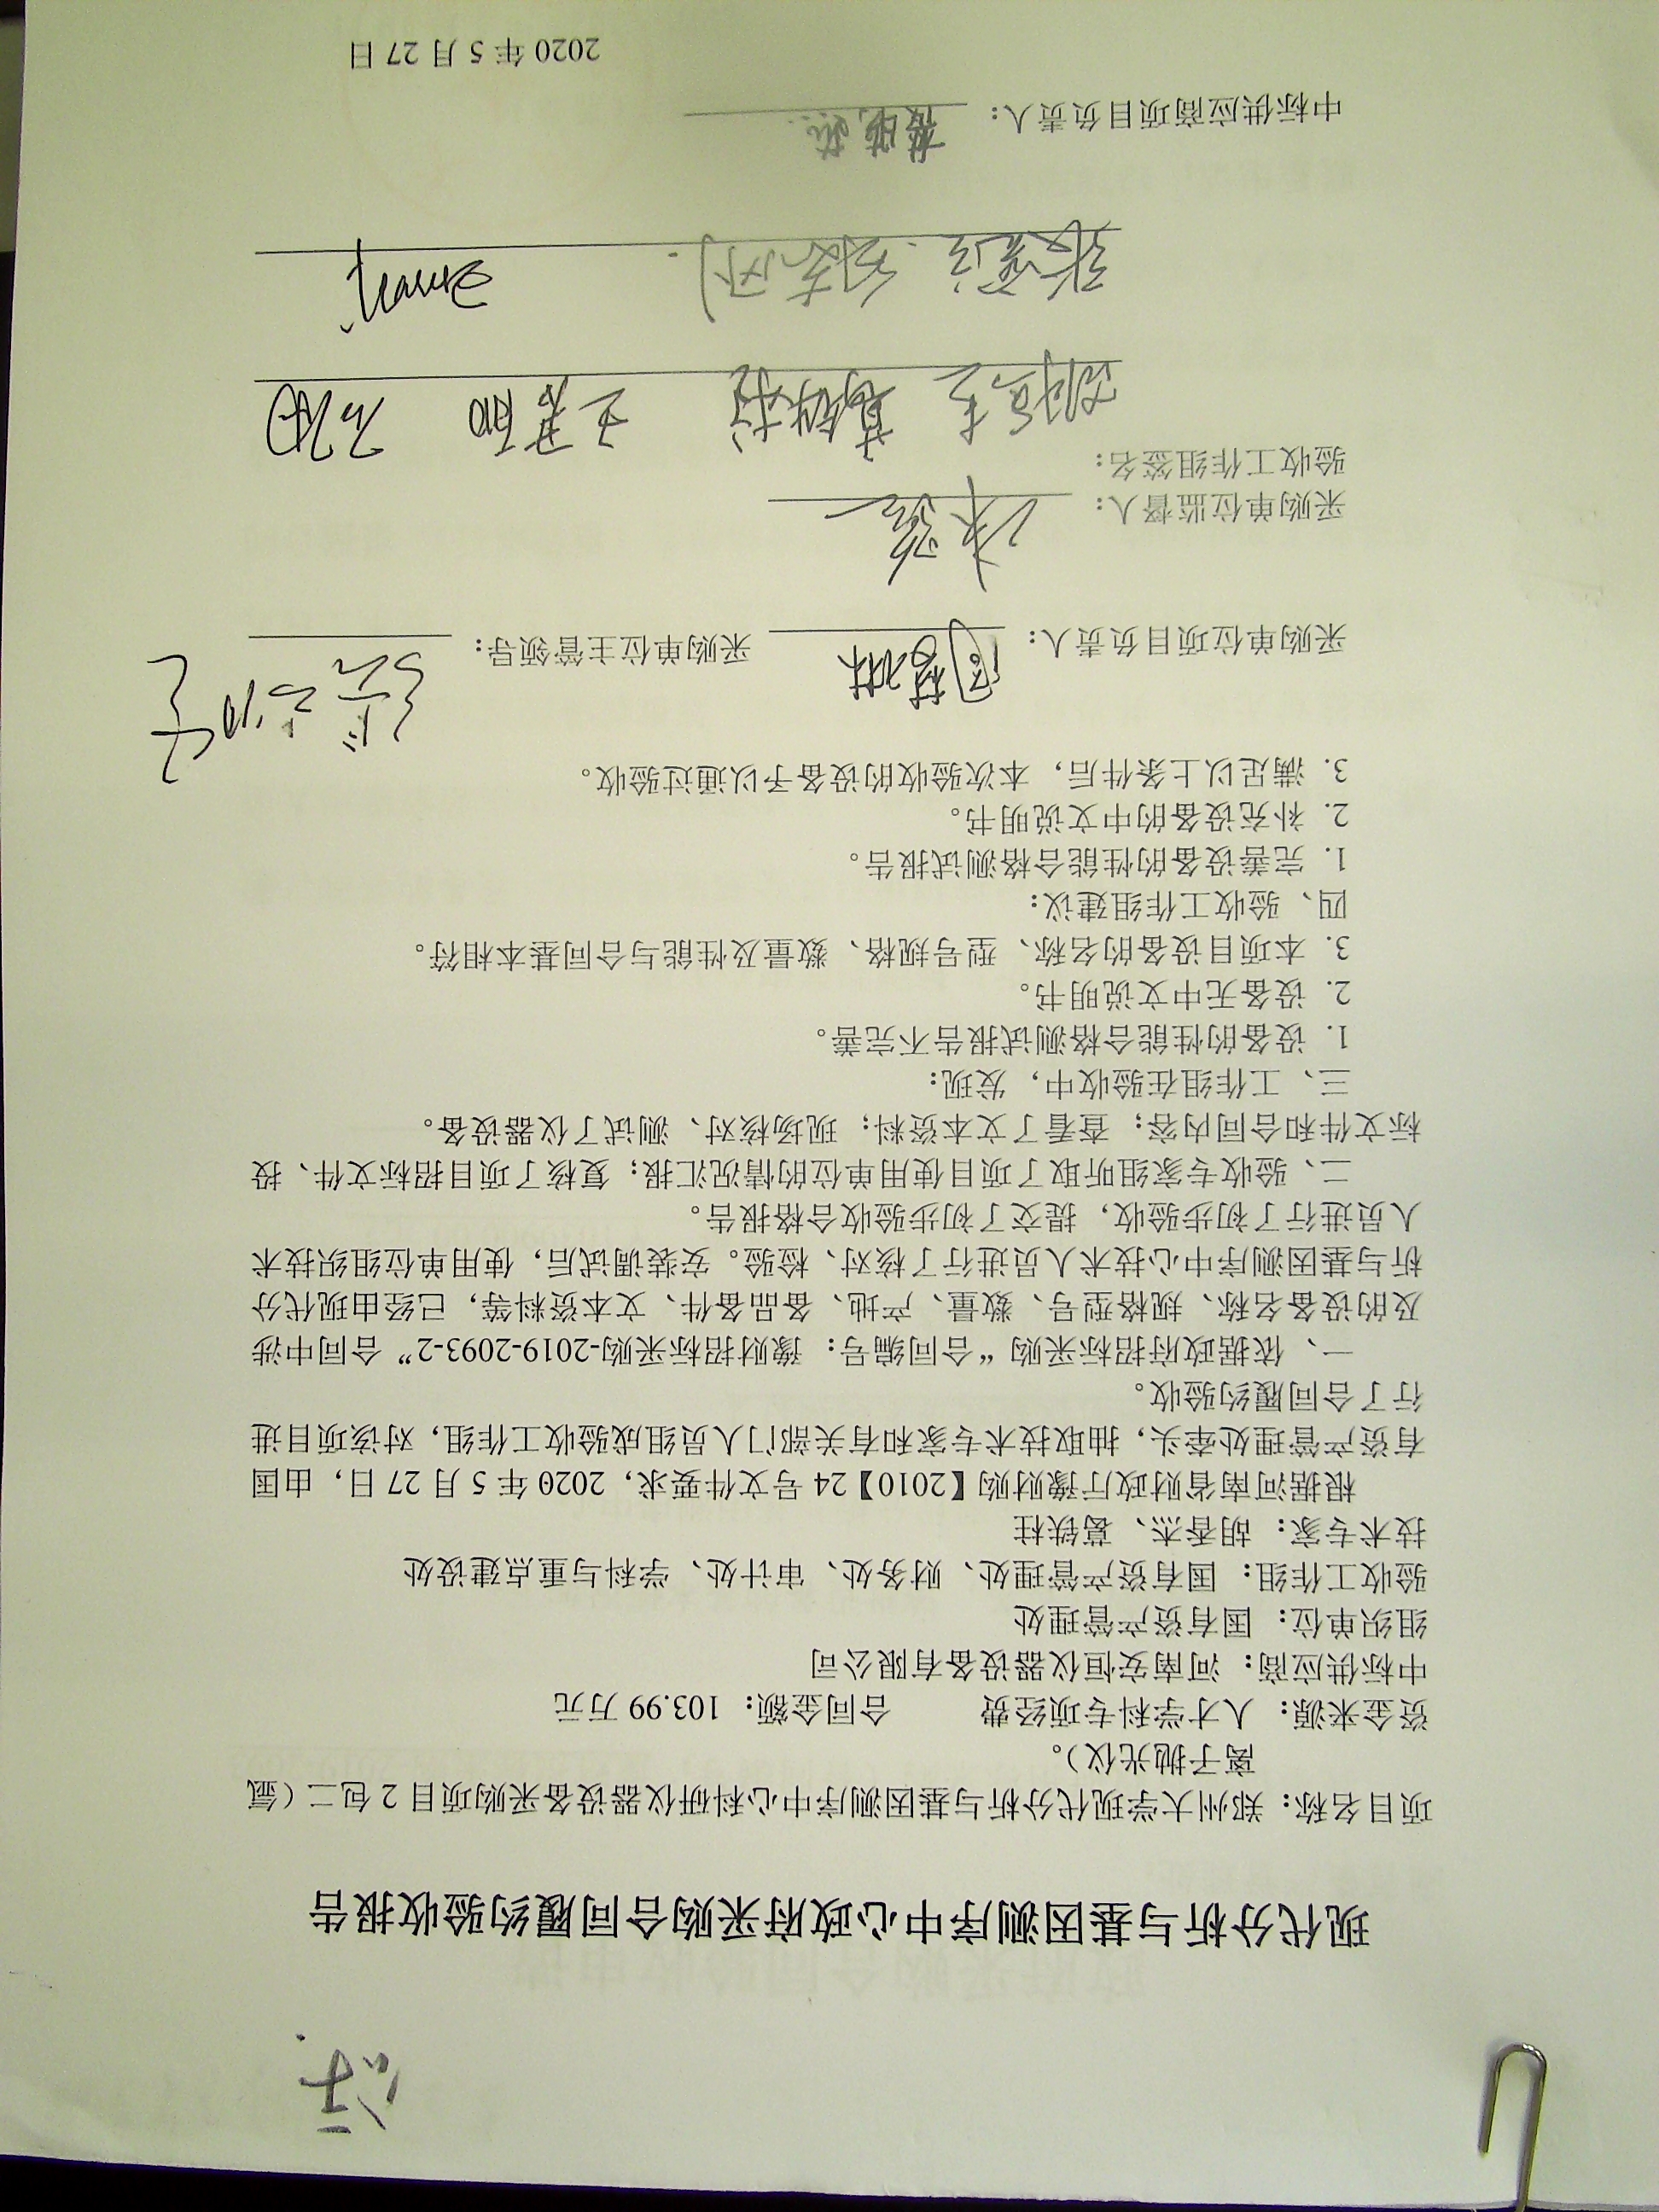 现代分析与基因测序中心政府采购合同履约验收报告
项目名称：郑州大学现代分析与基因测序中心科研仪器设备采购项目 2 包二（氩
离子抛光仪）。
资金来源：人才学科专项经费 合同金额：103.99 万元
中标供应商：河南安恒仪器设备有限公司
组织单位：国有资产管理处
验收工作组：国有资产管理处、财务处、审计处、学科与重点建设处
技术专家：胡香杰、葛铁柱
根据河南省财政厅豫财购【2010】24 号文件要求，2020 年 5 月 27 日，由国
有资产管理处牵头，抽取技术专家和有关部门人员组成验收工作组，对该项目进
行了合同履约验收。
一、依据政府招标采购“合同编号：豫财招标采购-2019-2093-2”合同中涉
及的设备名称、规格型号、数量、产地、备品备件、文本资料等，已经由现代分
析与基因测序中心技术人员进行了核对、检验。安装调试后，使用单位组织技术
人员进行了初步验收，提交了初步验收合格报告。
二、验收专家组听取了项目使用单位的情况汇报；复核了项目招标文件、投
标文件和合同内容；查看了文本资料；现场核对、测试了仪器设备。
三、工作组在验收中，发现：
1. 设备的性能合格测试报告不完善。
2. 设备无中文说明书。
3. 本项目设备的名称、型号规格、数量及性能与合同基本相符。
四、验收工作组建议：
1. 完善设备的性能合格测试报告。
2. 补充设备的中文说明书。
3. 满足以上条件后，本次验收的设备予以通过验收。
采购单位项目负责人： 采购单位主管领导：
采购单位监督人：
验收工作组签名：
葛铁柱
中标供应商项目负责人：
2020 年 5 月 27 日